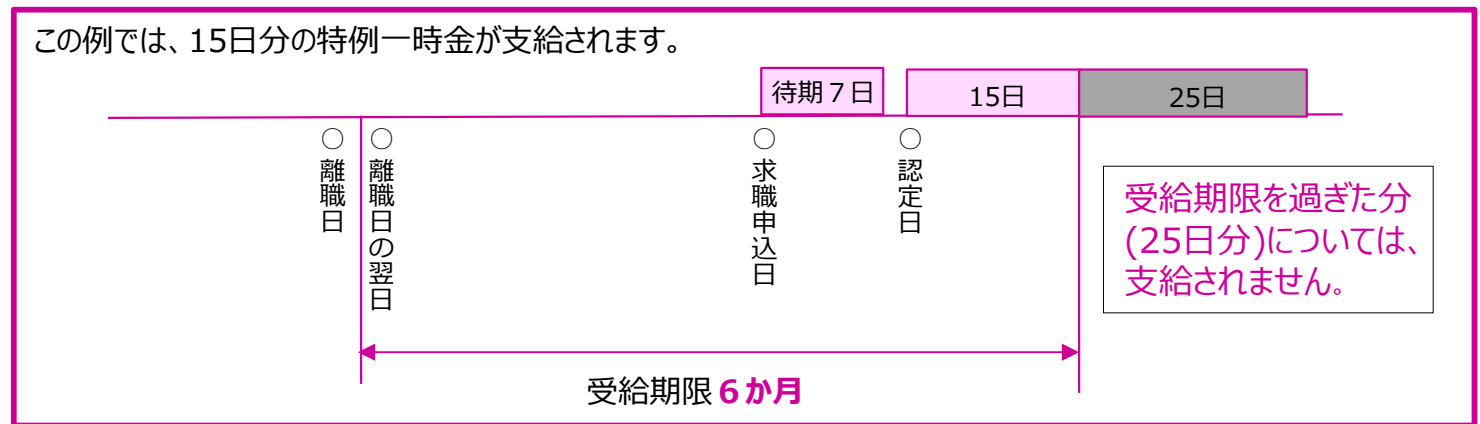 この例では、15日分の特例一時金が支給されます。
待期７日
15日
25日
○離職日
○離職日の翌日
○求職申込日
○認定日
受給期限を過ぎた分
(25日分)については、
支給されません。
受給期限６か月